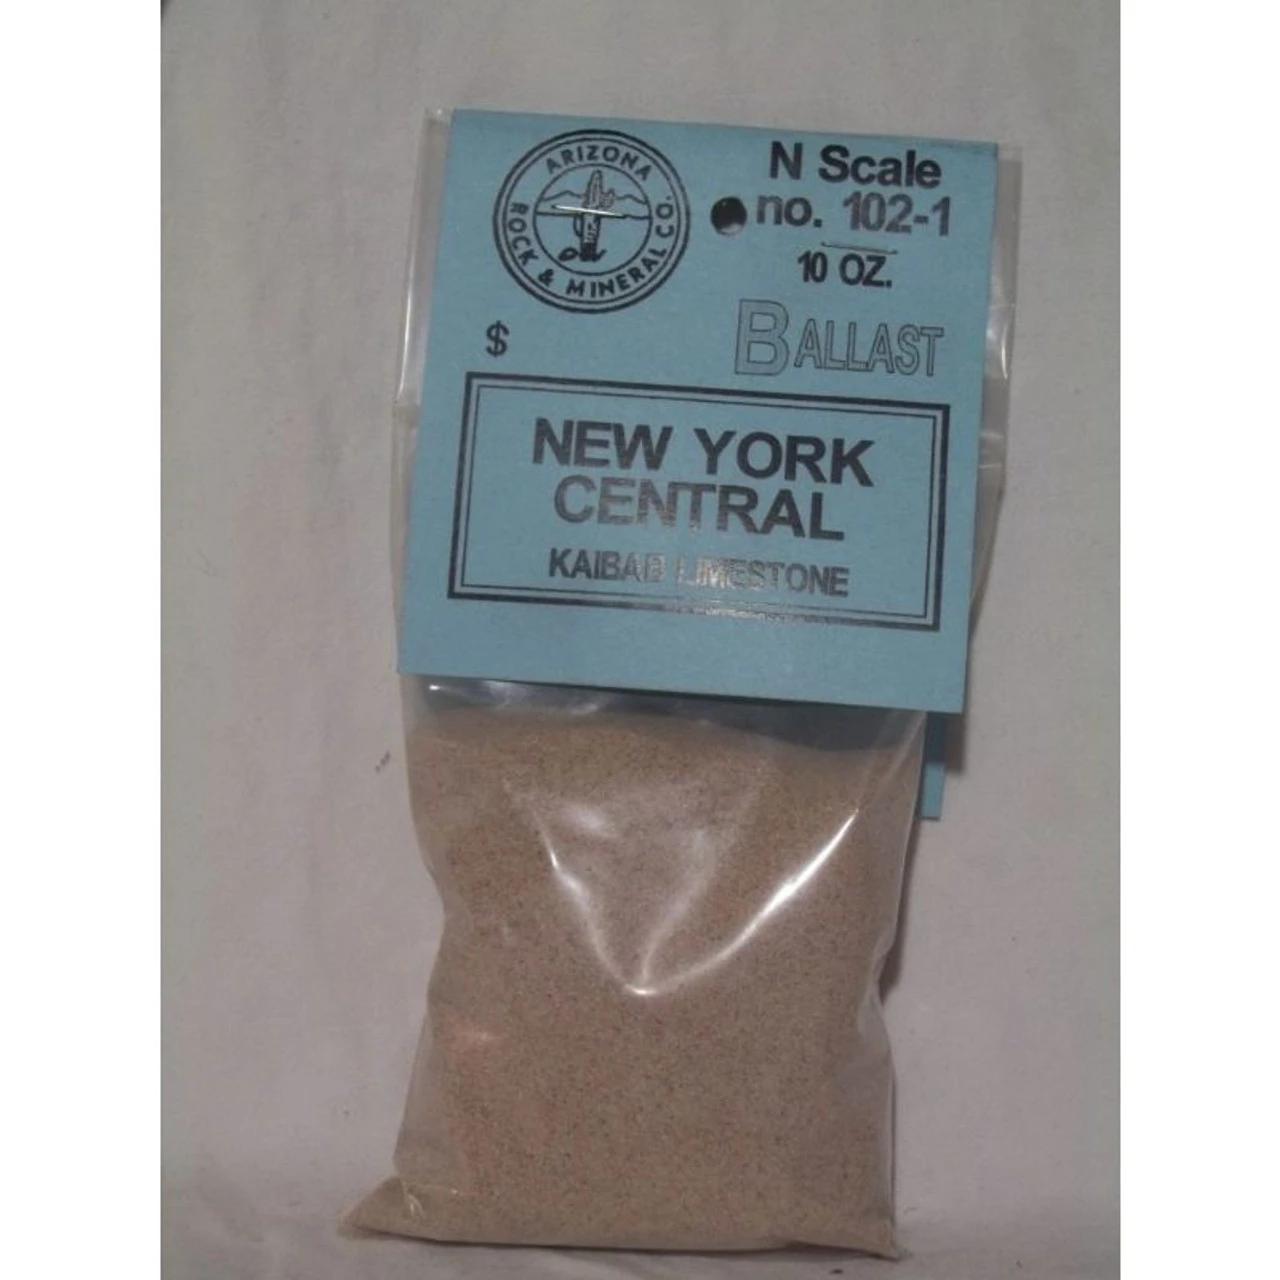 ARIZONA
ROCK & MINERAL CO.
N Scale
no. 102-1
10 OZ.
$
BALLAST
NEW YORK
CENTRAL
KAIBAB LIMESTONE